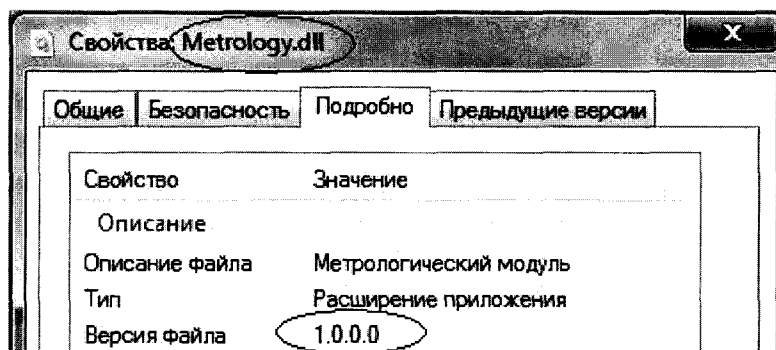 Свойства: Metrology.dll
X
Общие Безопасность Подробно Предыдущие версии
Свойство Значение
Описание
Описание файла Метрологический модуль
Тип Расширение приложения
Версия файла 1.0.0.0